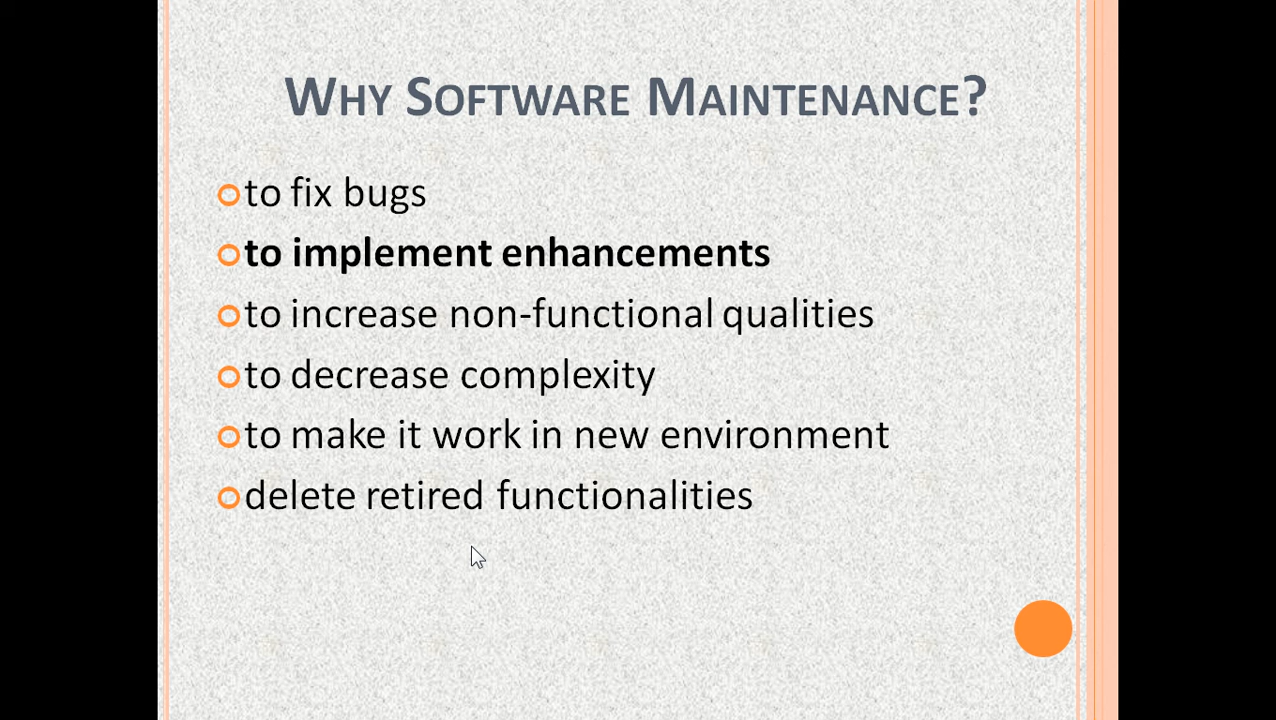 WHY SOFTWARE MAINTENANCE?
to fix bugs
to implement enhancements
to increase non-functional qualities
to decrease complexity
to make it work in new environment
delete retired functionalities